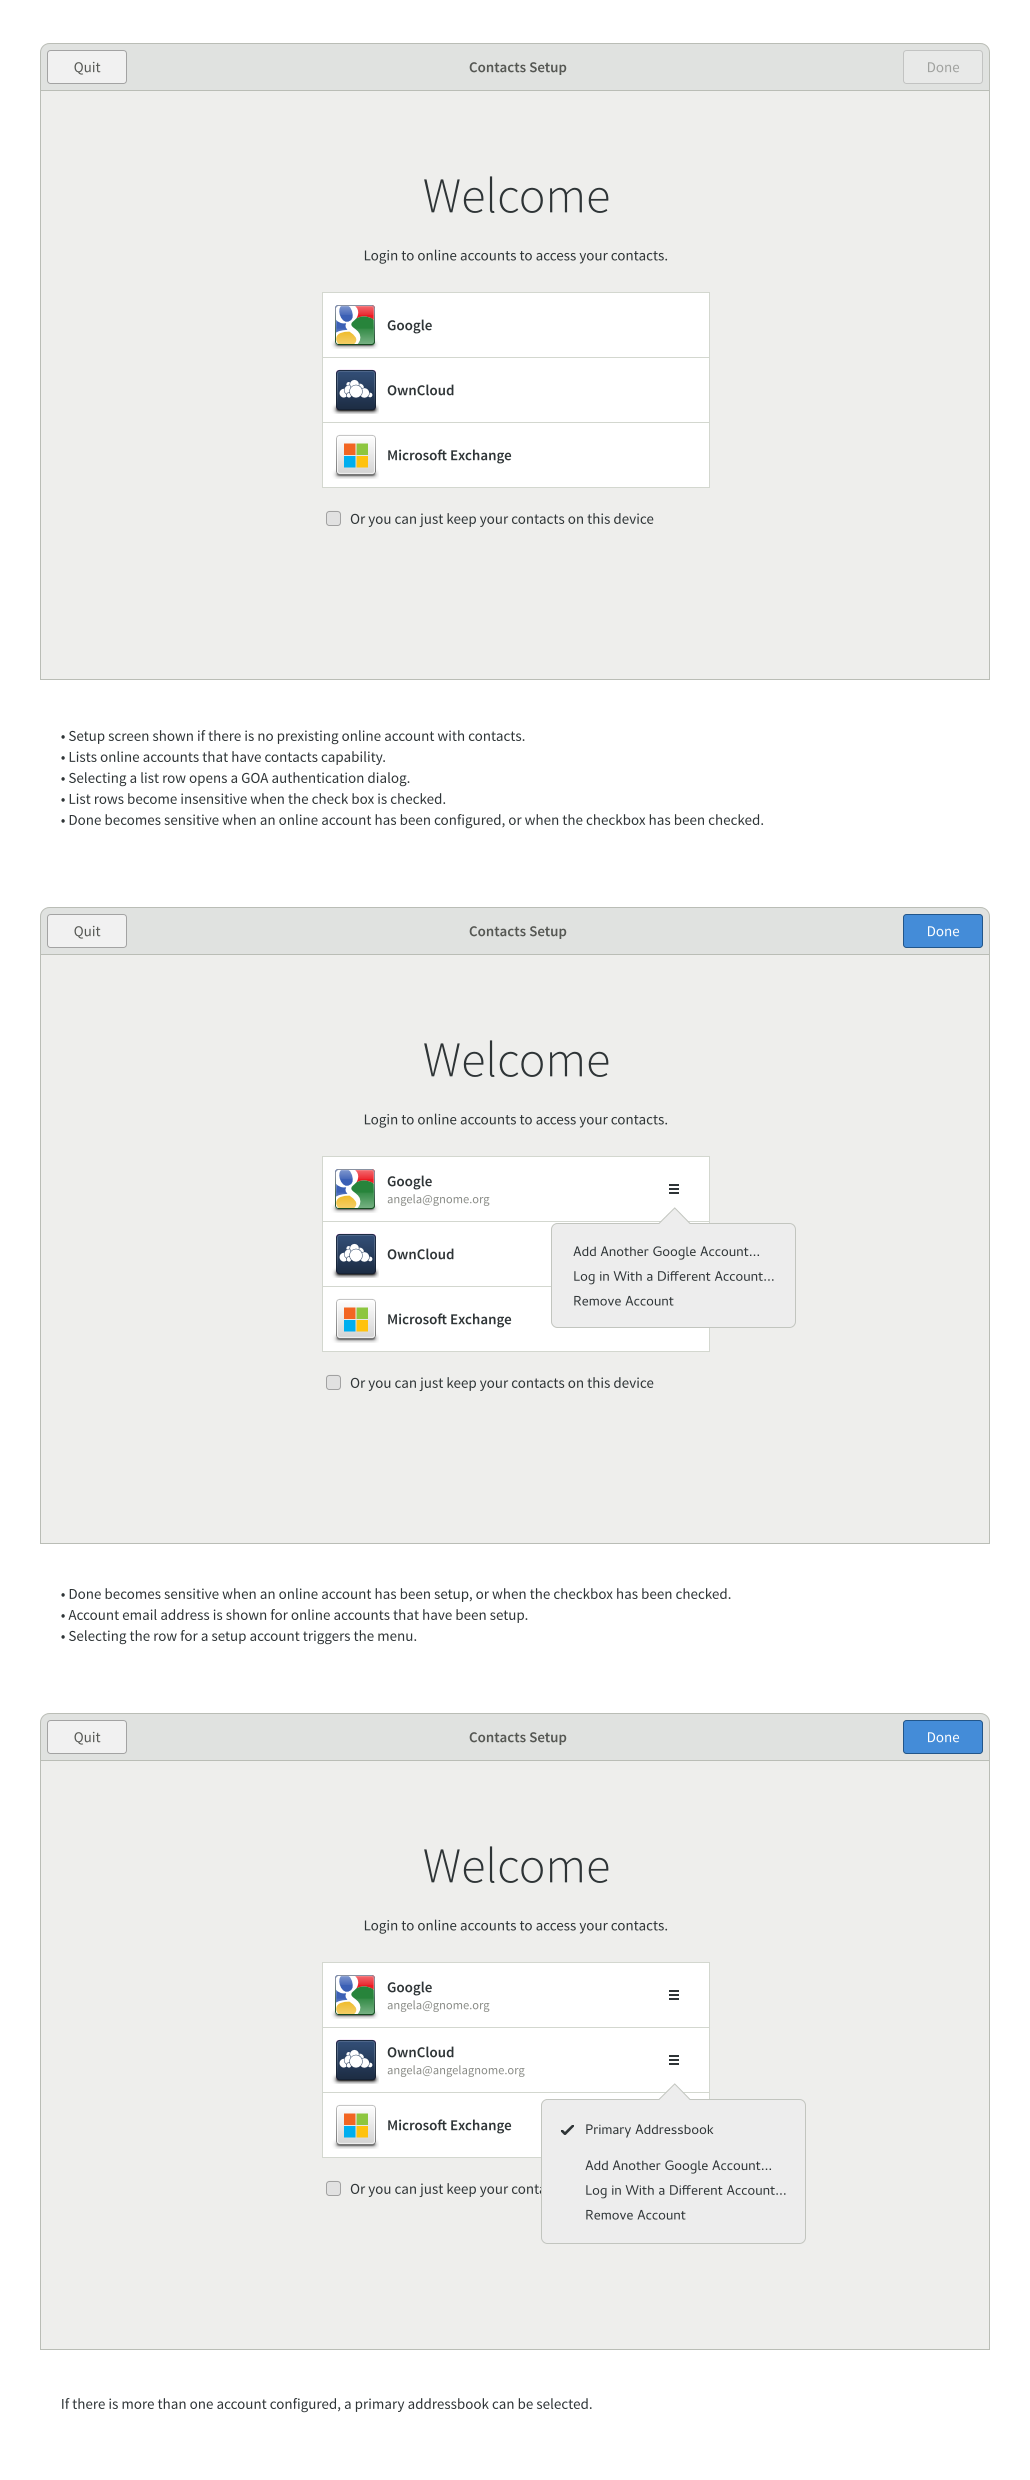 Quit
Contacts Setup
Done
Welcome
Login to online accounts to access your contacts.
Google
OwnCloud
Microsoft Exchange
Or you can just keep your contacts on this device
• Setup screen shown if there is no prexisting online account with contacts.
• Lists online accounts that have contacts capability.
• Selecting a list row opens a GOA authentication dialog.
• List rows become insensitive when the check box is checked.
• Done becomes sensitive when an online account has been configured, or when the checkbox has been checked.
Quit
Contacts Setup
Done
Welcome
Login to online accounts to access your contacts.
Google
angela@gnome.org
OwnCloud
Microsoft Exchange
Add Another Google Account...
Log in With a Different Account...
Remove Account
Or you can just keep your contacts on this device
• Done becomes sensitive when an online account has been setup, or when the checkbox has been checked.
• Account email address is shown for online accounts that have been setup.
• Selecting the row for a setup account triggers the menu.
Quit
Contacts Setup
Done
Welcome
Login to online accounts to access your contacts.
Google
angela@gnome.org
OwnCloud
angela@angelagnome.org
Microsoft Exchange
Primary Addressbook
Add Another Google Account...
Log in With a Different Account...
Remove Account
Or you can just keep your conta
If there is more than one account configured, a primary addressbook can be selected.